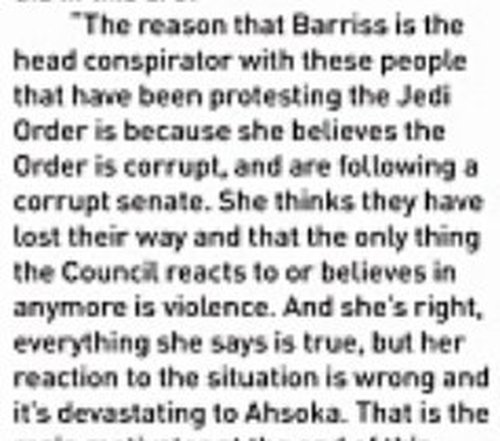 "The reason that Barriss is the
head conspirator with these people
that have been protesting the Jedi
Order is because she believes the
Order is corrupt, and are following a
corrupt senate. She thinks they have
lost their way and that the only thing
the Council reacts to or believes in
anymore is violence. And she's right,
everything she says is true, but her
reaction to the situation is wrong and
it's devastating to Ahsoka. That is the